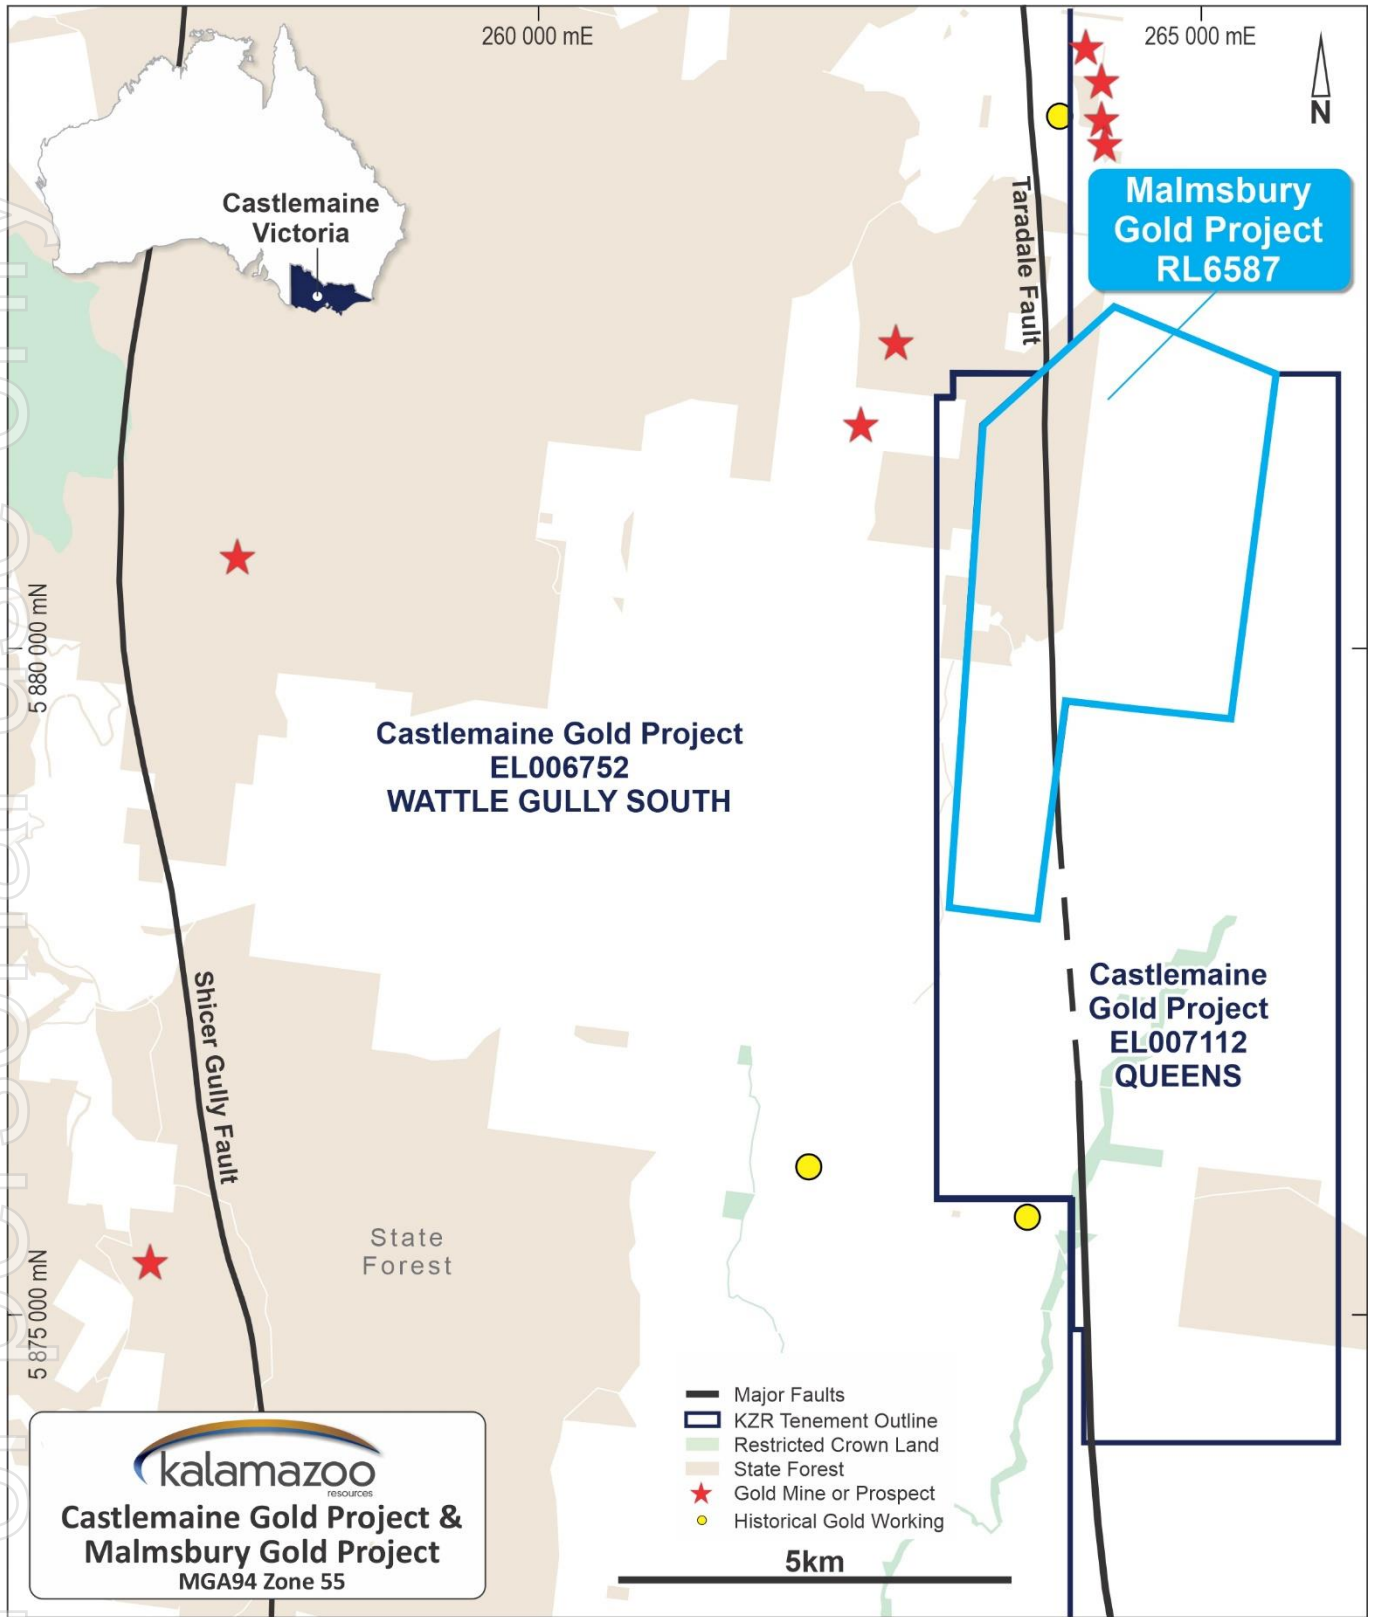 260 000 mE
265 000 mE
N
Castlemaine
Victoria
Taradale Fault
Malmsbury
Gold Project
RL6587
5 880 000 mN
Castlemaine Gold Project
EL006752
WATTLE GULLY SOUTH
Shicer Gully Fault
Castlemaine
Gold Project
EL007112
QUEENS
State
Forest
5 875 000 mN
Major Faults
KZR Tenement Outline
Restricted Crown Land
State Forest
Gold Mine or Prospect
Historical Gold Working
5km
kalamazoo
resources
Castlemaine Gold Project &
Malmsbury Gold Project
MGA94 Zone 55